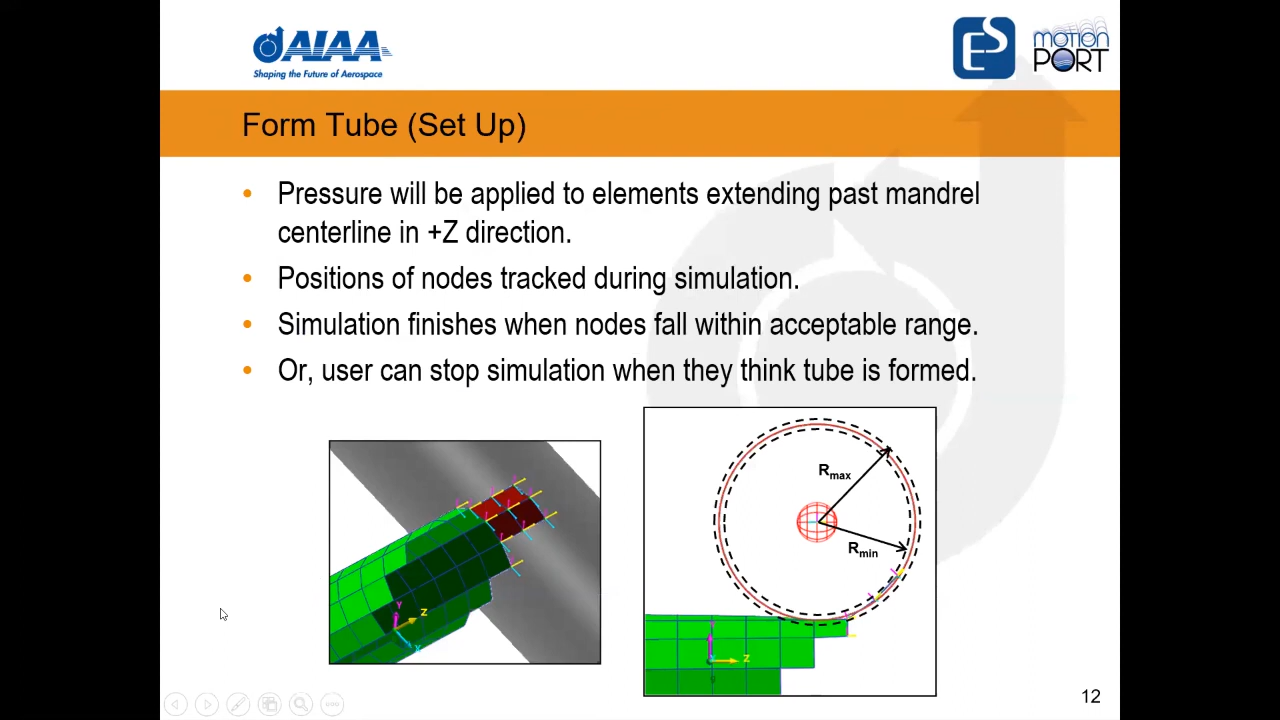 AIAA
Shaping the Future of Aerospace
ES
motion
PORT
Form Tube (Set Up)
• Pressure will be applied to elements extending past mandrel
centerline in +Z direction.
• Positions of nodes tracked during simulation.
• Simulation finishes when nodes fall within acceptable range.
• Or, user can stop simulation when they think tube is formed.
Rmax
Rmin
Y
Z
X
Z
12